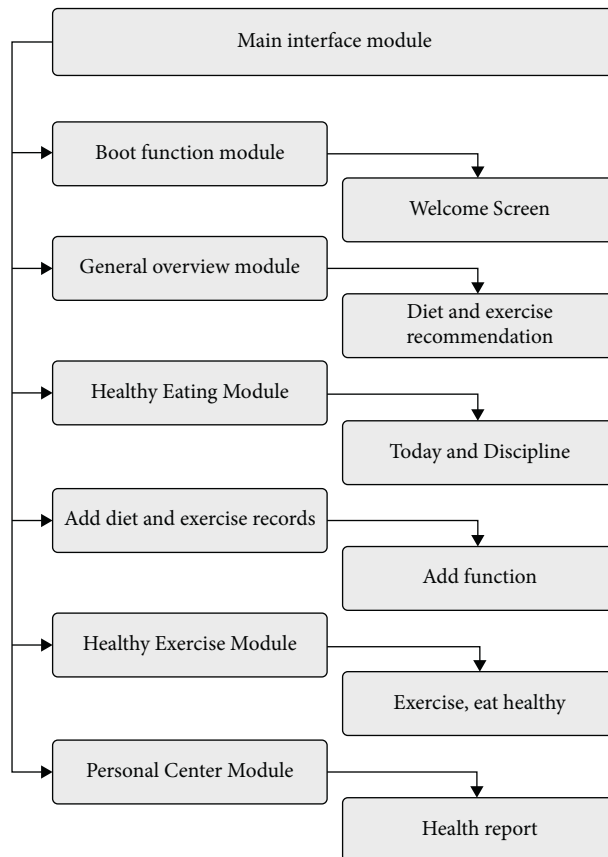 Main interface module
Boot function module
Welcome Screen
General overview module
Diet and exercise
recommendation
Healthy Eating Module
Today and Discipline
Add diet and exercise records
Add function
Healthy Exercise Module
Exercise, eat healthy
Personal Center Module
Health report